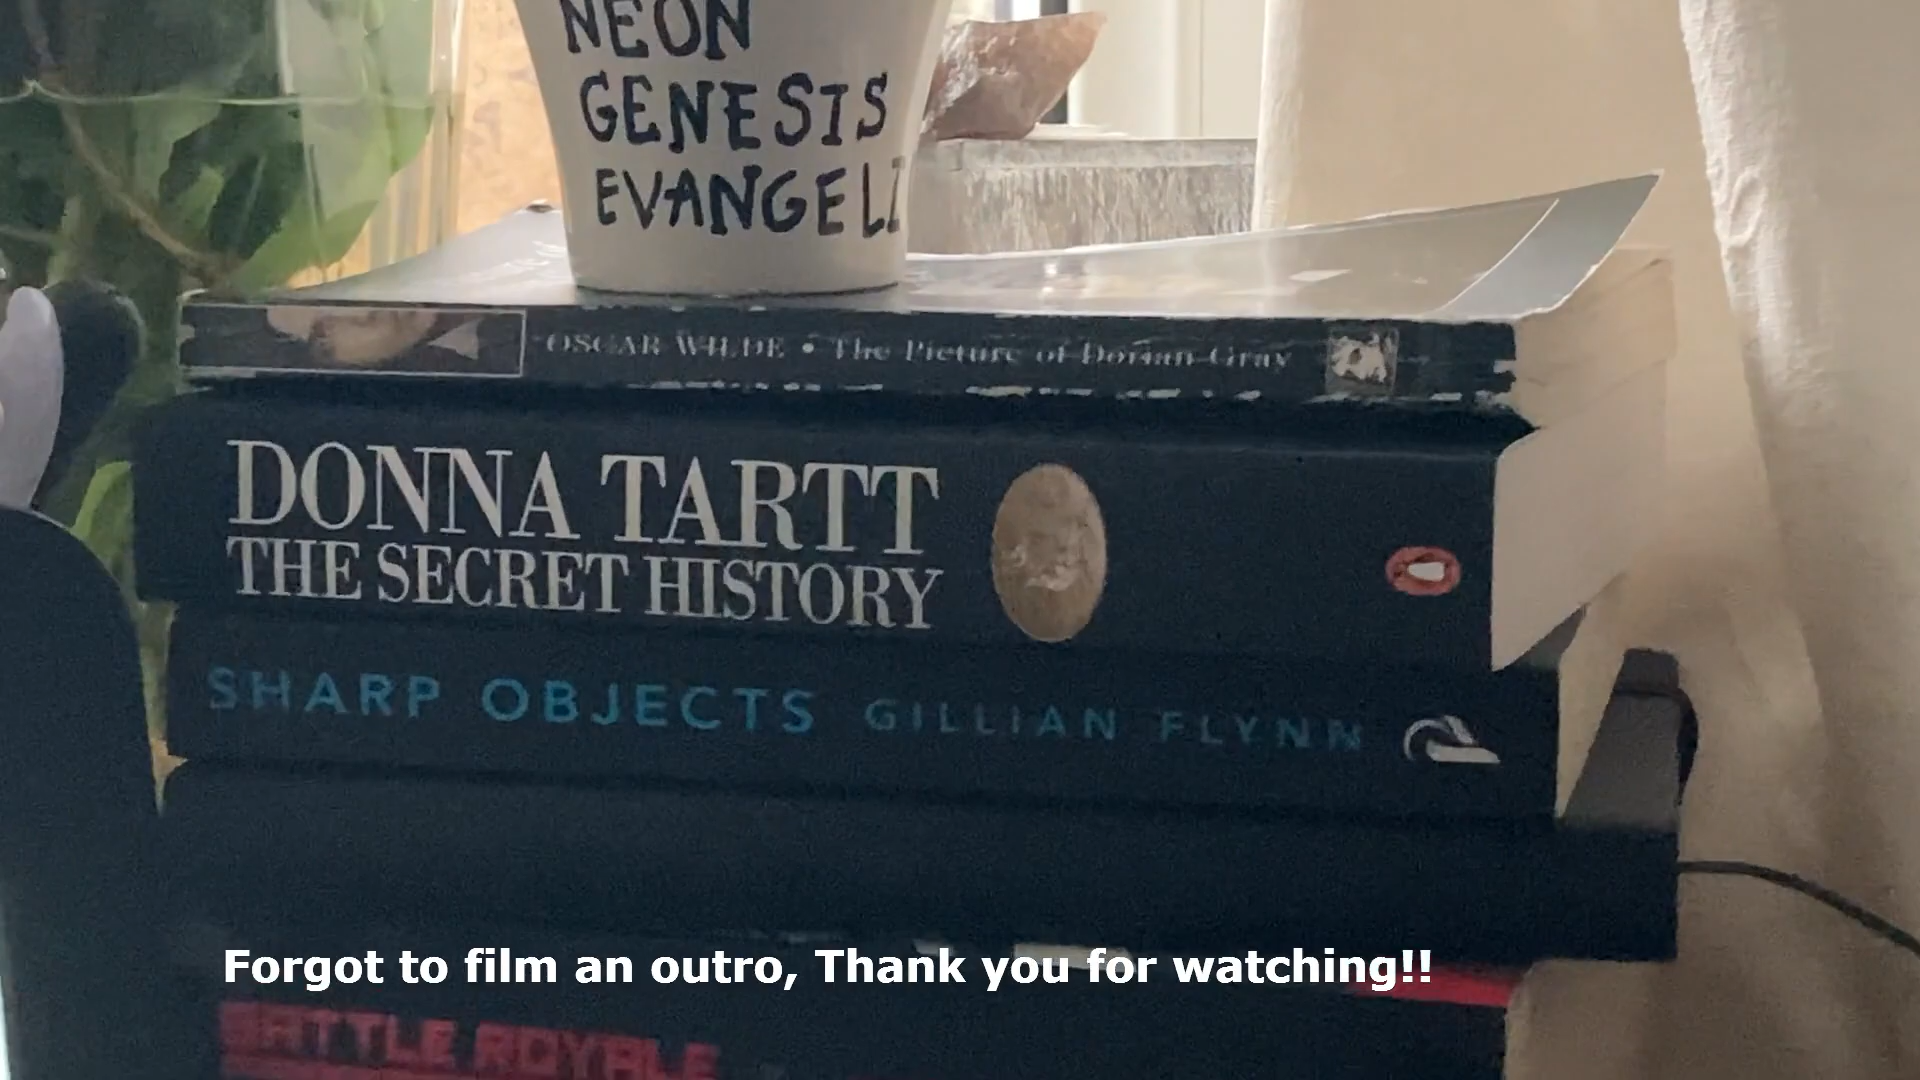 NEON
GENESIS
EVANGELI
OSCAR WILDE • The Picture of Dorian Gray
DONNA TARTT
THE SECRET HISTORY
SHARP OBJECTS GILLIAN FLYNN
Forgot to film an outro, Thank you for watching!!
BATTLE ROYALE